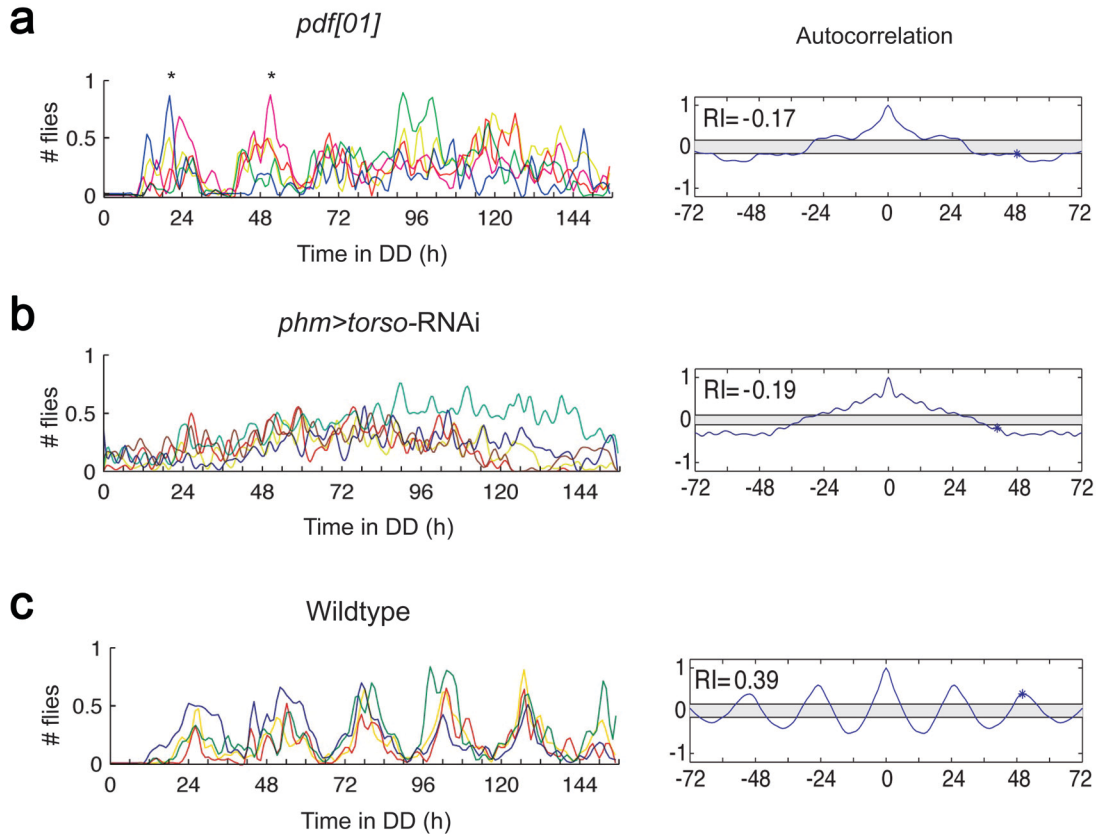 a
pdf[01]
Autocorrelation
* *
# flies
1
0.5
0
0 24 48 72 96 120 144
Time in DD (h)
RI= -0.17
1
0
-1
-72 -48 -24 0 24 48 72
*
b
phm>torso-RNAi
# flies
1
0.5
0
0 24 48 72 96 120 144
Time in DD (h)
RI= -0.19
1
0
-1
-72 -48 -24 0 24 48 72
*
c
Wildtype
# flies
1
0.5
0
0 24 48 72 96 120 144
Time in DD (h)
RI= 0.39
1
0
-1
-72 -48 -24 0 24 48 72
*